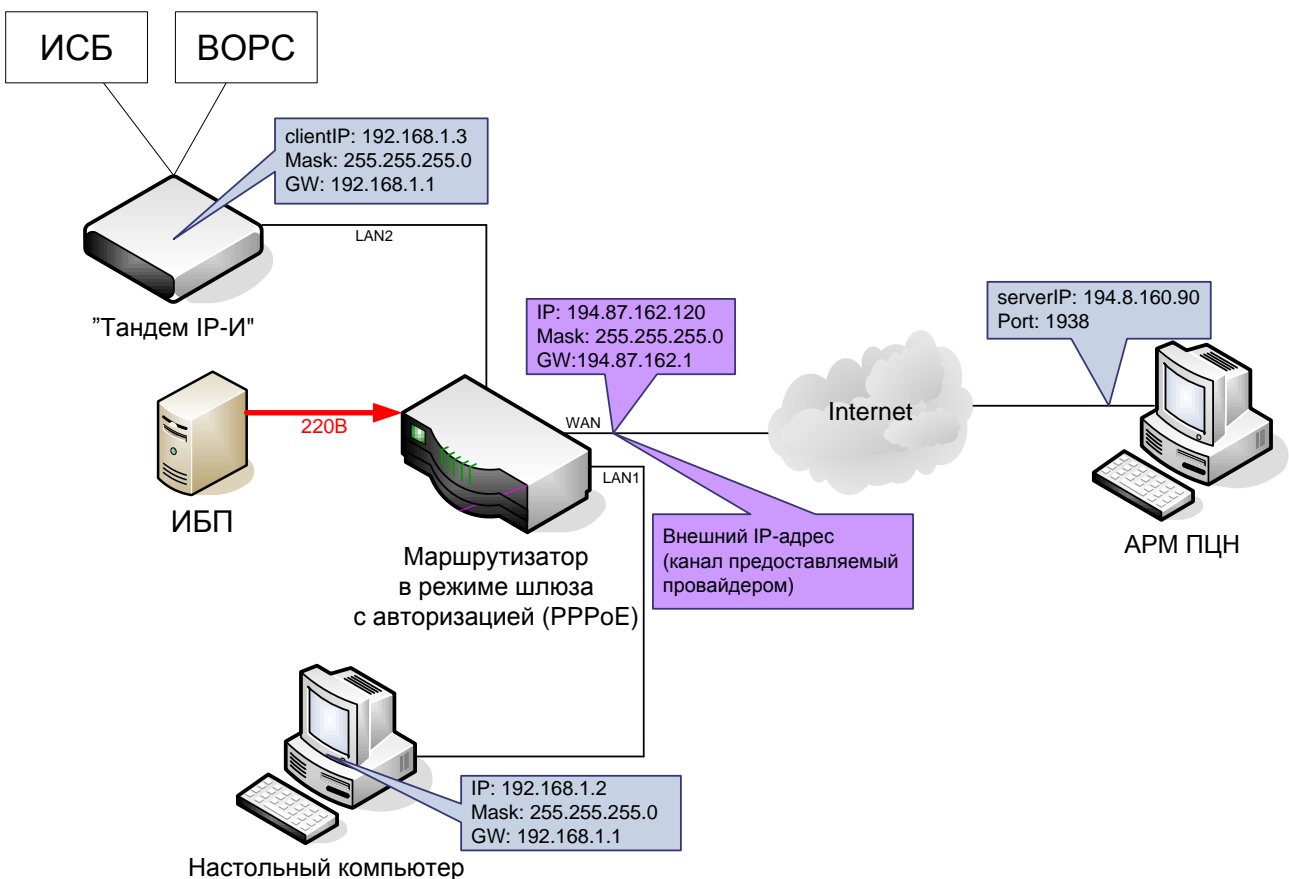 ИСБ
ВОРС
clientIP: 192.168.1.3
Mask: 255.255.255.0
GW: 192.168.1.1
LAN2
"Тандем IP-И"
IP: 194.87.162.120
Mask: 255.255.255.0
GW:194.87.162.1
serverIP: 194.8.160.90
Port: 1938
220В
WAN
Internet
LAN1
ИБП
Внешний IP-адрес
(канал предоставляемый
провайдером)
АРМ ПЦН
Маршрутизатор
в режиме шлюза
с авторизацией (PPPoE)
IP: 192.168.1.2
Mask: 255.255.255.0
GW: 192.168.1.1
Настольный компьютер